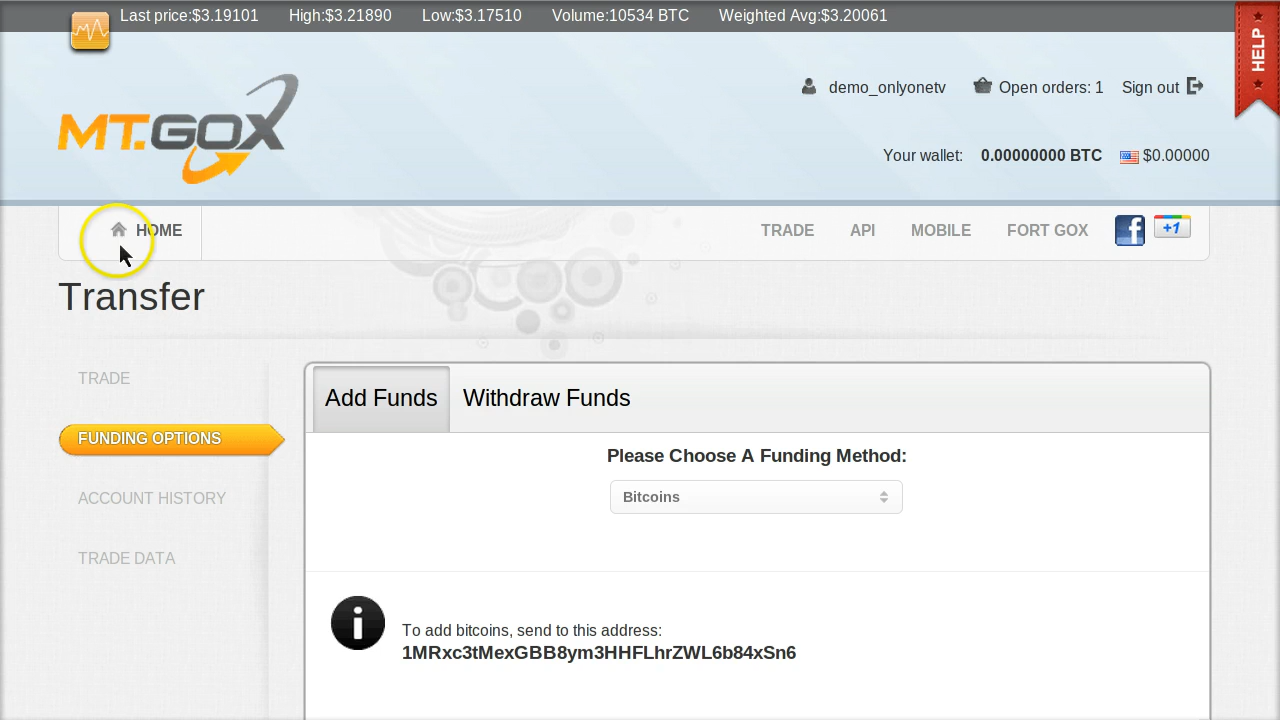 Last price:$3.19101 High:$3.21890 Low:$3.17510 Volume:10534 BTC Weighted Avg:$3.20061
HELP
MT.GOX
demo_onlyonetv Open orders: 1 Sign out
Your wallet: 0.00000000 BTC $0.00000
HOME TRADE API MOBILE FORT GOX f +1
Transfer
TRADE
FUNDING OPTIONS
ACCOUNT HISTORY
TRADE DATA
Add Funds Withdraw Funds
Please Choose A Funding Method:
Bitcoins
i
To add bitcoins, send to this address:
1MRxc3tMexGBB8ym3HHFLhrZWL6b84xSn6